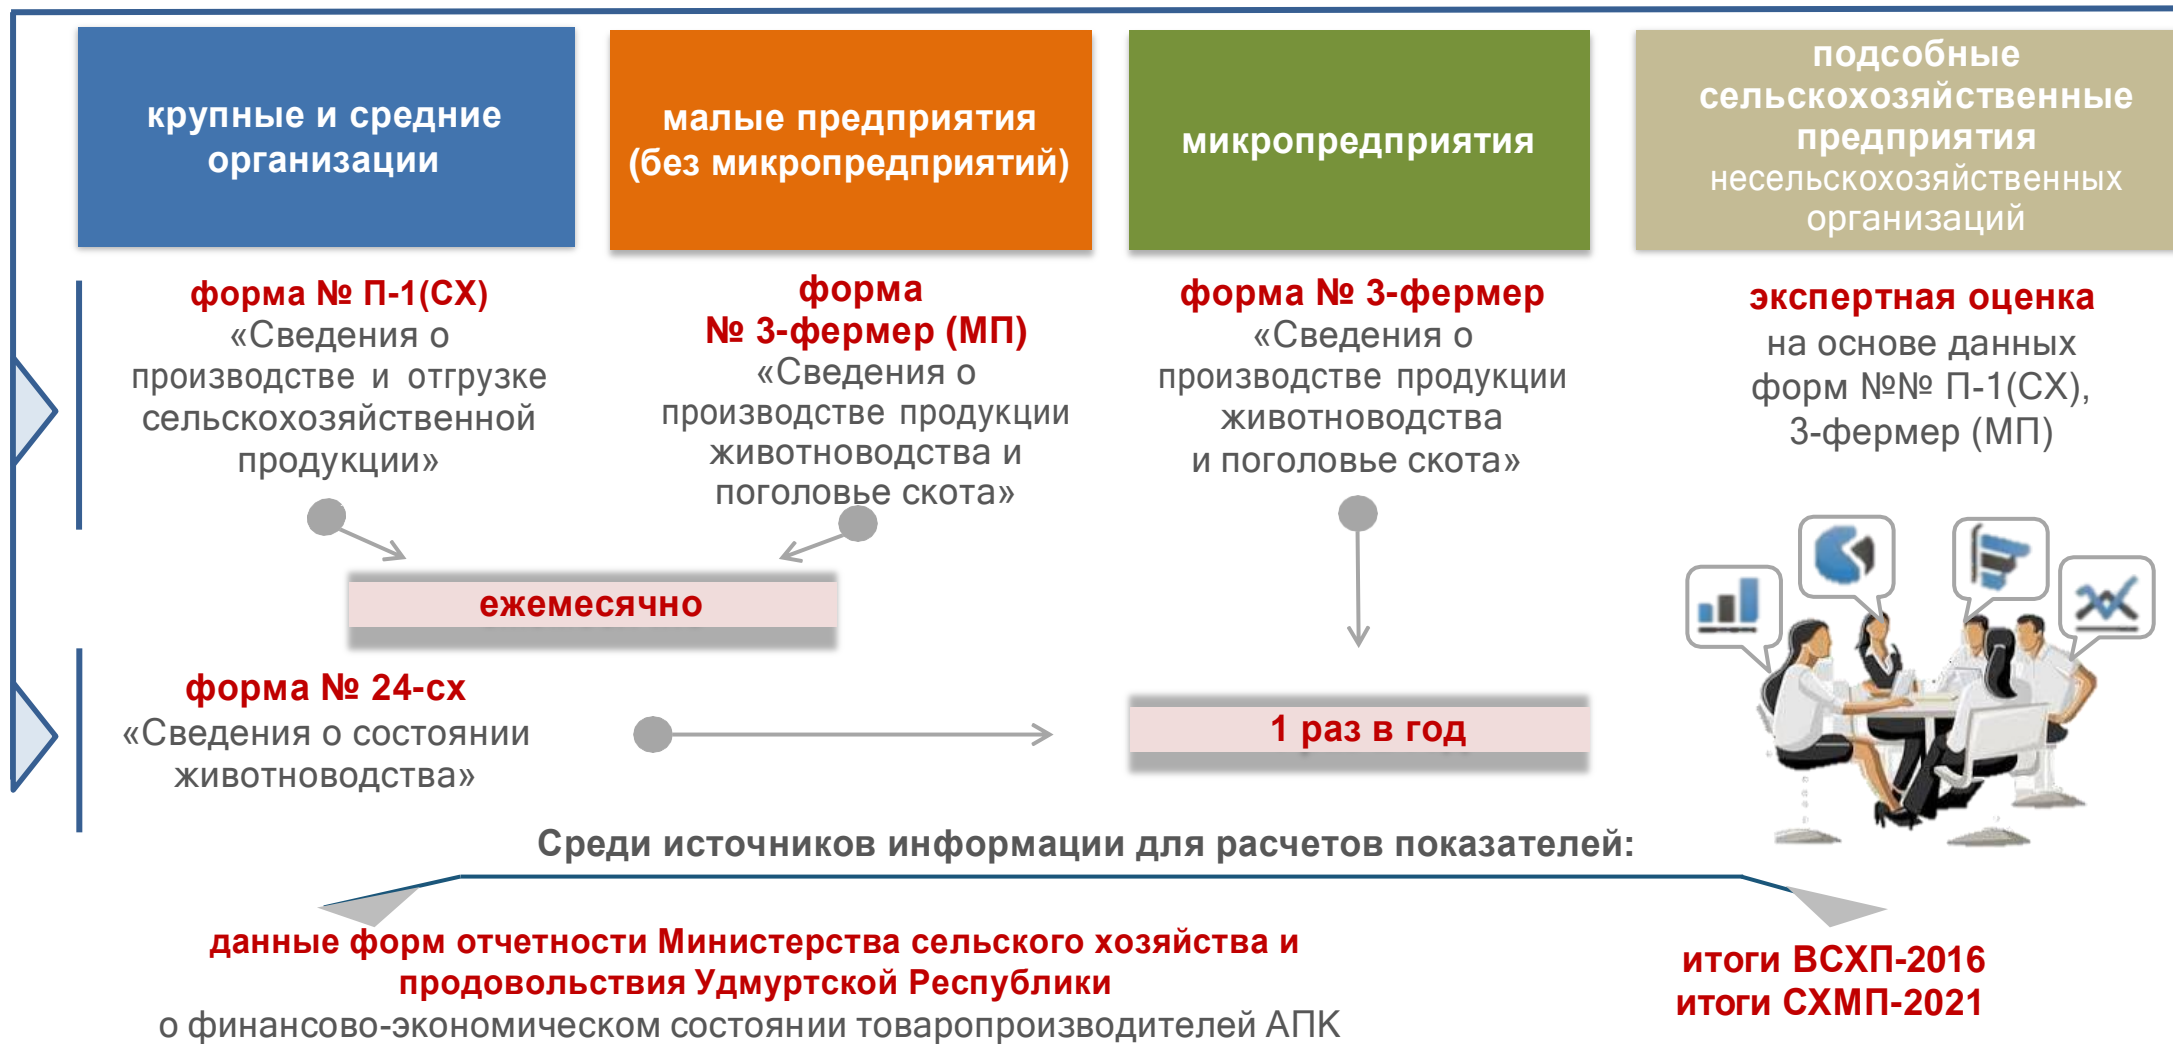 крупные и средние
организации
малые предприятия
(без микропредприятий)
микропредприятия
подсобные
сельскохозяйственные
предприятия
несельскохозяйственных
организаций
форма № П-1(СХ)
«Сведения о
производстве и отгрузке
сельскохозяйственной
продукции»
форма
№ 3-фермер (МП)
«Сведения о
производстве продукции
животноводства и
поголовье скота»
форма № 3-фермер
«Сведения о
производстве продукции
животноводства
и поголовье скота»
экспертная оценка
на основе данных
форм №№ П-1(СХ),
3-фермер (МП)
ежемесячно
форма № 24-сх
«Сведения о состоянии
животноводства»
1 раз в год
Среди источников информации для расчетов показателей:
данные форм отчетности Министерства сельского хозяйства и
продовольствия Удмуртской Республики
о финансово-экономическом состоянии товаропроизводителей АПК
итоги ВСХП-2016
итоги СХМП-2021